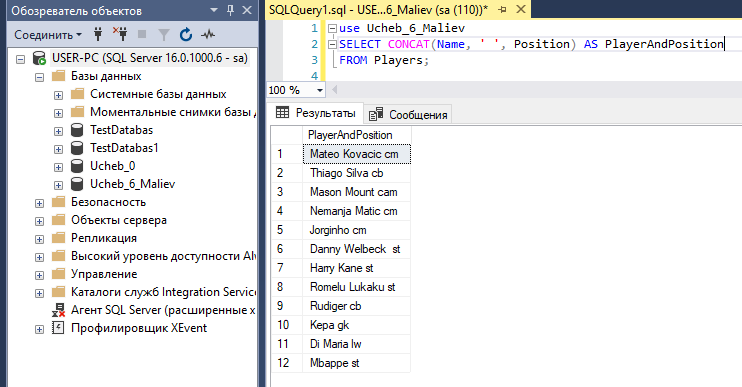 Обозреватель объектов
Соединить
USER-PC (SQL Server 16.0.1000.6 - sa)
Базы данных
Системные базы данных
Моментальные снимки базы д
TestDatabas
TestDatabas1
Ucheb_0
Ucheb_6_Maliev
Безопасность
Объекты сервера
Репликация
Высокий уровень доступности Alw
Управление
Каталоги служб Integration Service
Агент SQL Server (расширенные х
Профилировщик XEvent
SQLQuery1.sql - USE...6_Maliev (sa (110))*
1 use Ucheb_6_Maliev
2 SELECT CONCAT(Name, ' ', Position) AS PlayerAndPosition
3 FROM Players;
100 %
Результаты Сообщения
PlayerAndPosition
1 Mateo Kovacic cm
2 Thiago Silva cb
3 Mason Mount cam
4 Nemanja Matic cm
5 Jorginho cm
6 Danny Welbeck  st
7 Harry Kane st
8 Romelu Lukaku st
9 Rudiger cb
10 Kepa gk
11 Di Maria lw
12 Mbappe st